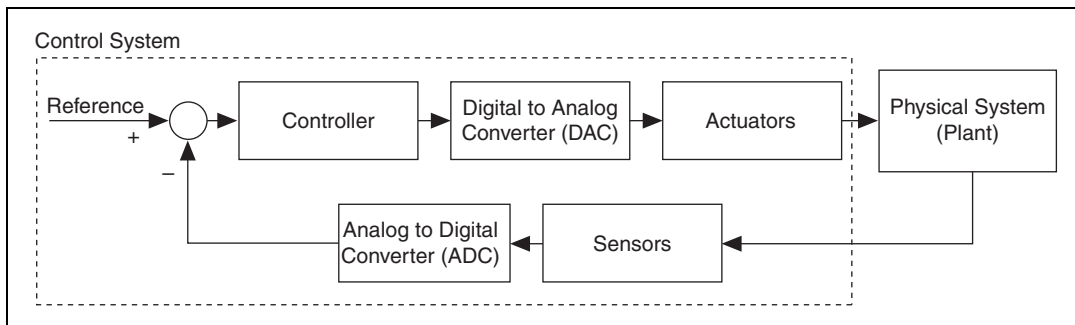 Control System
Reference
+
−
Controller
Digital to Analog
Converter (DAC)
Actuators
Physical System
(Plant)
Analog to Digital
Converter (ADC)
Sensors